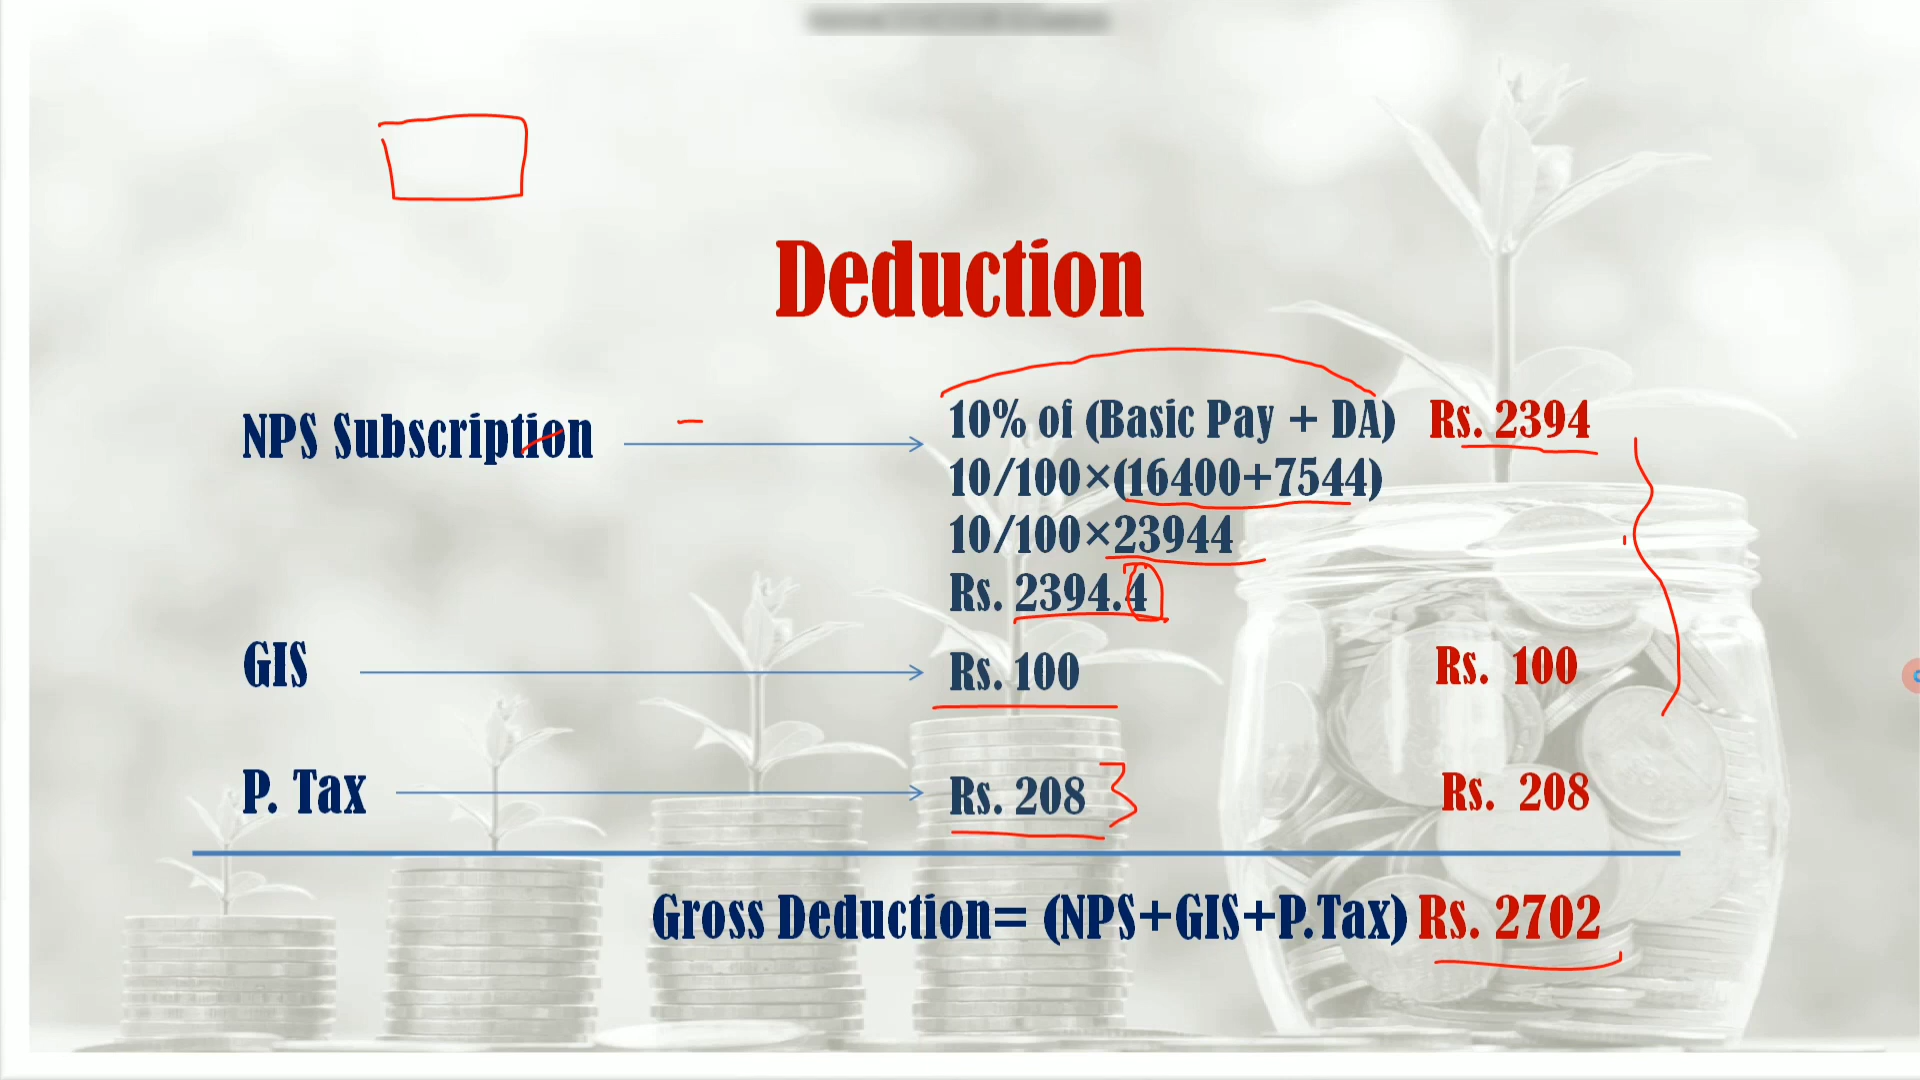 Deduction
NPS Subscription 10% of (Basic Pay + DA) Rs. 2394
10/100×(16400+7544)
10/100×23944
Rs. 2394.4
GIS Rs. 100 Rs. 100
P. Tax Rs. 208 Rs. 208
Gross Deduction= (NPS+GIS+P.Tax) Rs. 2702